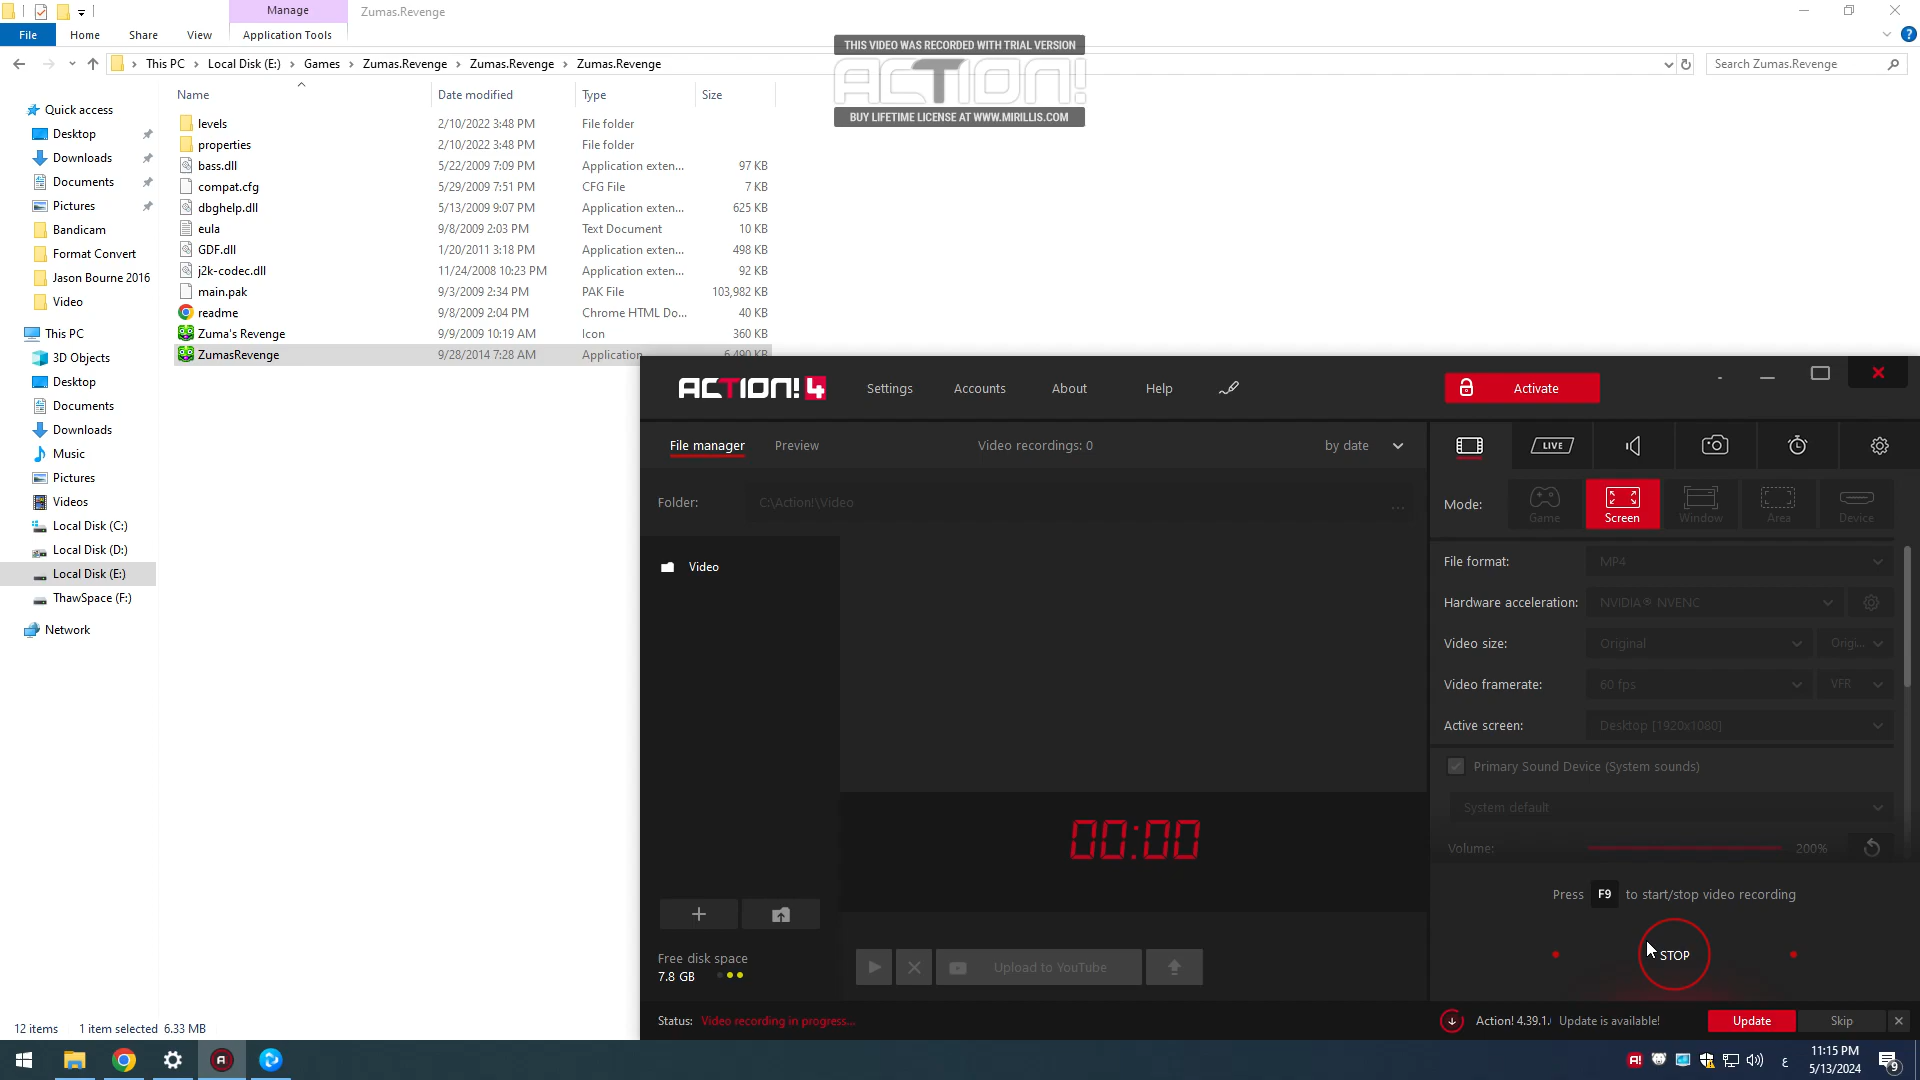 Manage
Zumas.Revenge
File
Home
Share
View
Application Tools
This PC
Local Disk (E:)
Games
Zumas.Revenge
Zumas.Revenge
Zumas.Revenge
Search Zumas.Revenge
THIS VIDEO WAS RECORDED WITH TRIAL VERSION
ACTION!
BUY LIFETIME LICENSE AT WWW.MIRILLIS.COM
Name
Date modified
Type
Size
levels 2/10/2022 3:48 PM File folder
properties 2/10/2022 3:48 PM File folder
bass.dll 5/22/2009 7:09 PM Application exten... 97 KB
compat.cfg 5/29/2009 7:51 PM CFG File 7 KB
dbghelp.dll 5/13/2009 9:07 PM Application exten... 625 KB
eula 9/8/2009 2:03 PM Text Document 10 KB
GDF.dll 1/20/2011 3:18 PM Application exten... 498 KB
j2k-codec.dll 11/24/2008 10:23 PM Application exten... 92 KB
main.pak 9/3/2009 2:34 PM PAK File 103,982 KB
readme 9/8/2009 2:04 PM Chrome HTML Do... 40 KB
Zuma's Revenge 9/9/2009 10:19 AM Icon 360 KB
ZumasRevenge 9/28/2014 7:28 AM Application 6,490 KB
Quick access
Desktop
Downloads
Documents
Pictures
Bandicam
Format Convert
Jason Bourne 2016
Video
This PC
3D Objects
Desktop
Documents
Downloads
Music
Pictures
Videos
Local Disk (C:)
Local Disk (D:)
Local Disk (E:)
ThawSpace (F:)
Network
12 items
1 item selected 6.33 MB
ACTION! 4
Settings
Accounts
About
Help
Activate
File manager
Preview
Video recordings: 0
by date
LIVE
Folder:
C:\Action!\Video
...
Mode:
Game
Screen
Window
Area
Device
Video
File format:
MP4
Hardware acceleration:
NVIDIA® NVENC
Video size:
Original
Origi...
Video framerate:
60 fps
VFR
Active screen:
Desktop [1920x1080]
Primary Sound Device (System sounds)
System default
Volume:
200%
00:00
Press F9 to start/stop video recording
STOP
Free disk space
7.8 GB
Upload to YouTube
Status: Video recording in progress...
Action! 4.39.1.
Update is available!
Update
Skip
ع
11:15 PM
5/13/2024
9